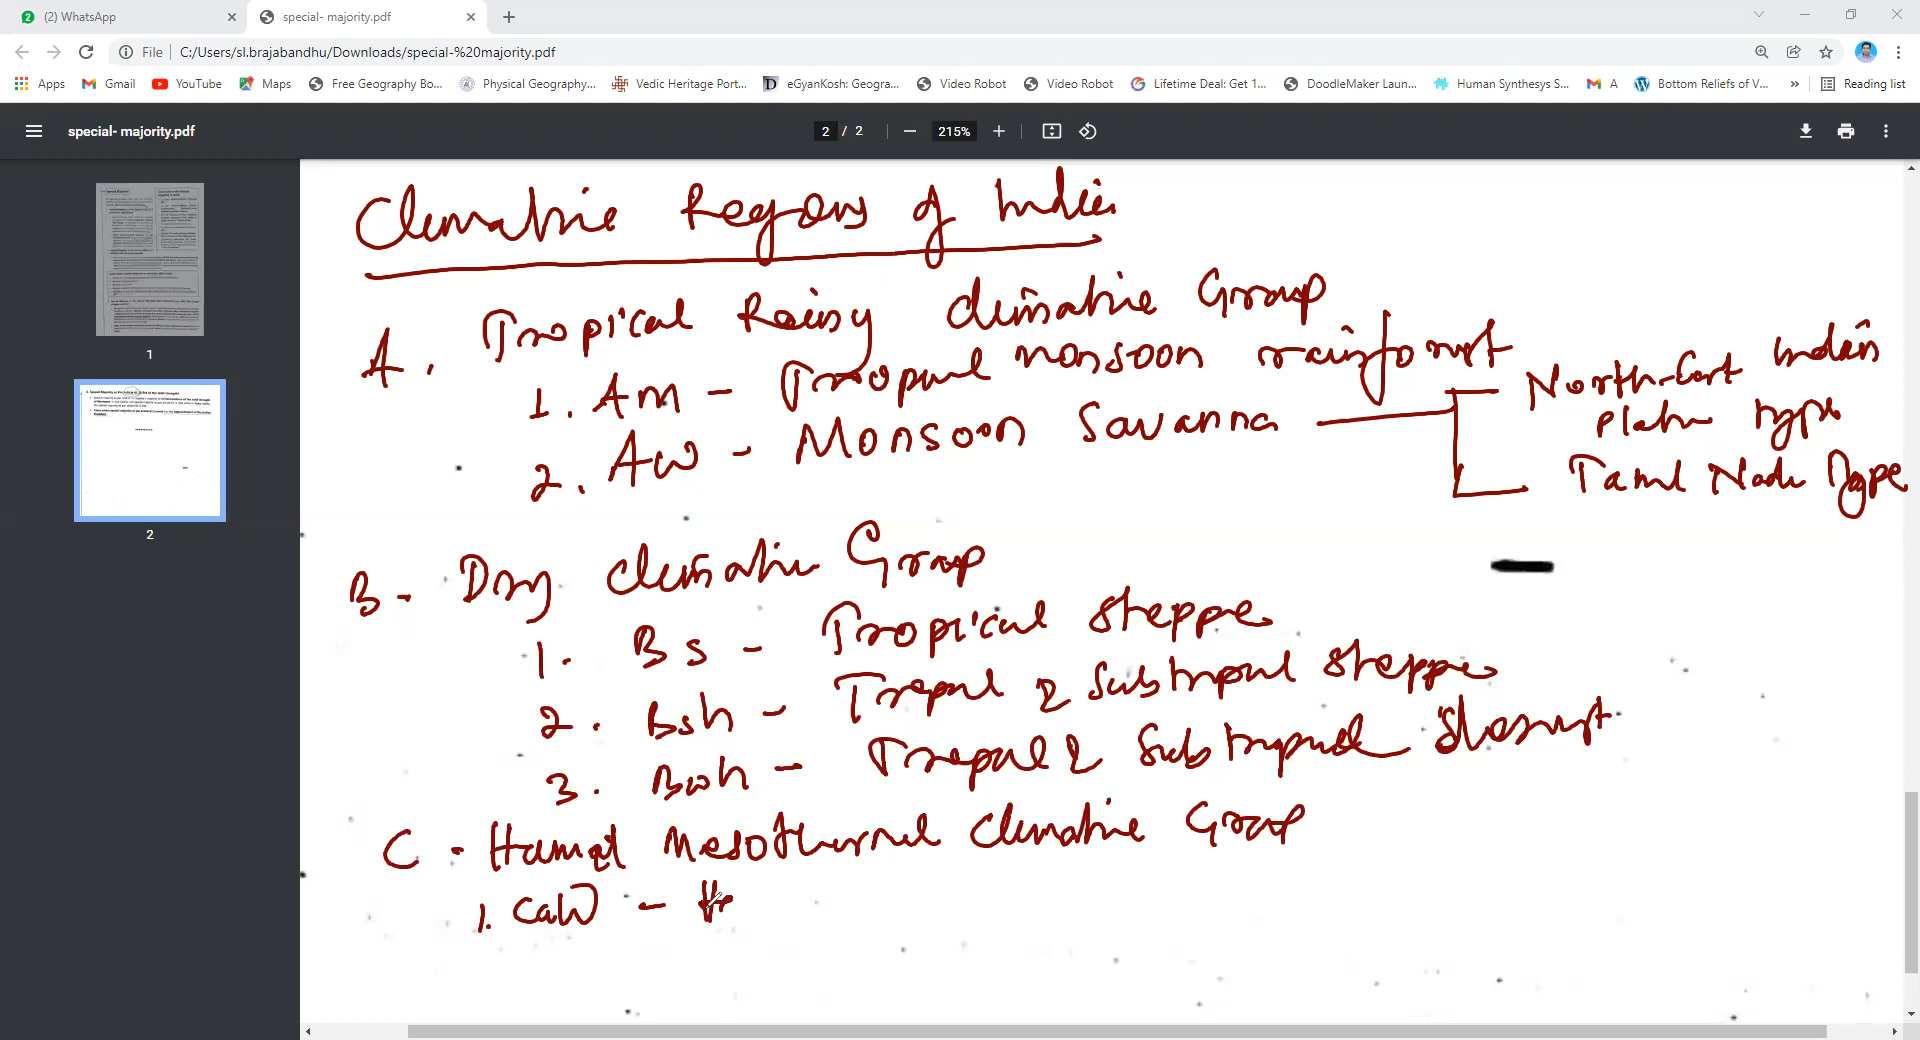 (2) WhatsApp
special- majority.pdf
File C:/Users/sl.brajabandhu/Downloads/special-%20majority.pdf
Apps Gmail YouTube Maps Free Geography Bo... Physical Geography... Vedic Heritage Port... eGyanKosh: Geogra... Video Robot Video Robot Lifetime Deal: Get 1... DoodleMaker Laun... Human Synthesys S... A Bottom Reliefs of V... » Reading list
special- majority.pdf 2 / 2 215%
1
2
Climatic Regions of India
A. Tropical Rainy Climatic Group
1. Am - Tropical monsoon rainforest
2. Aw - Monsoon Savanna
North-East Indian
type
Tamil Nadu Type
B - Dry Climatic Group
1. BS - Tropical Steppe
2. Bsh - Tropical & Subtropical Steppe
3. Bwh - Tropical & Subtropical
C - Humid Mesothermal Climatic Group
1. CaW -